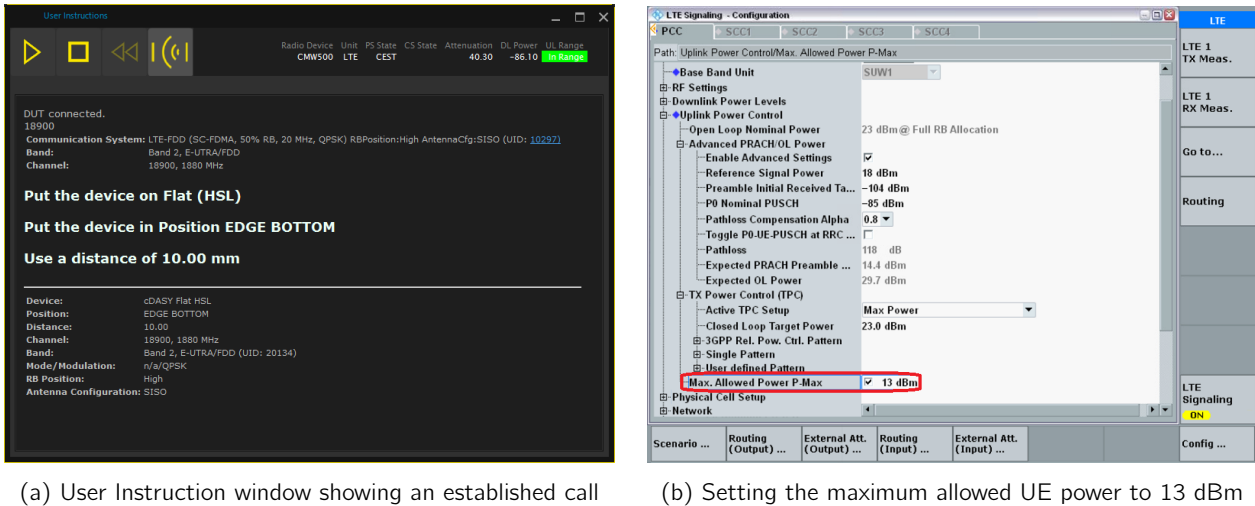 User Instructions
Radio Device Unit PS State CS State Attenuation DL Power UL Range
CMW500 LTE CEST 40.30 -86.10 In Range
DUT connected.
18900
Communication System: LTE-FDD (SC-FDMA, 50% RB, 20 MHz, QPSK) RBPosition:High AntennaCfg:SISO (UID: 10297)
Band: Band 2, E-UTRA/FDD
Channel: 18900, 1880 MHz
Put the device on Flat (HSL)
Put the device in Position EDGE BOTTOM
Use a distance of 10.00 mm
Device: cDASY Flat HSL
Position: EDGE BOTTOM
Distance: 10.00
Channel: 18900, 1880 MHz
Band: Band 2, E-UTRA/FDD (UID: 20134)
Mode/Modulation: n/a/QPSK
RB Position: High
Antenna Configuration: SISO
(a) User Instruction window showing an established call
LTE Signaling - Configuration
PCC SCC1 SCC2 SCC3 SCC4
Path: Uplink Power Control/Max. Allowed Power P-Max
Base Band Unit SUW1
RF Settings
Downlink Power Levels
Uplink Power Control
Open Loop Nominal Power 23 dBm@ Full RB Allocation
Advanced PRACH/OL Power
Enable Advanced Settings
Reference Signal Power 18 dBm
Preamble Initial Received Ta... -104 dBm
P0 Nominal PUSCH -85 dBm
Pathloss Compensation Alpha 0.8
Toggle P0-UE-PUSCH at RRC ...
Pathloss 118 dB
Expected PRACH Preamble ... 14.4 dBm
Expected OL Power 29.7 dBm
TX Power Control (TPC)
Active TPC Setup Max Power
Closed Loop Target Power 23.0 dBm
3GPP Rel. Pow. Ctrl. Pattern
Single Pattern
User defined Pattern
Max. Allowed Power P-Max 13 dBm
Physical Cell Setup
Network
LTE
LTE 1
TX Meas.
LTE 1
RX Meas.
Go to...
Routing
LTE
Signaling
ON
Scenario ...
Routing
(Output) ...
External Att.
(Output) ...
Routing
(Input) ...
External Att.
(Input) ...
Config ...
(b) Setting the maximum allowed UE power to 13 dBm